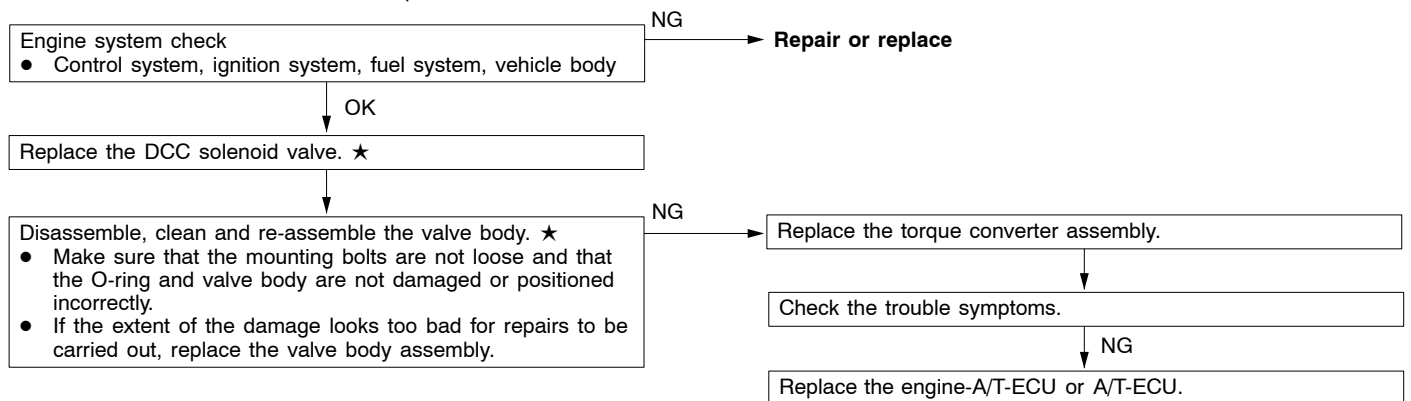 NG
Engine system check
● Control system, ignition system, fuel system, vehicle body
Repair or replace
OK
Replace the DCC solenoid valve. ★
NG
Disassemble, clean and re-assemble the valve body. ★
● Make sure that the mounting bolts are not loose and that
the O-ring and valve body are not damaged or positioned
incorrectly.
● If the extent of the damage looks too bad for repairs to be
carried out, replace the valve body assembly.
Replace the torque converter assembly.
Check the trouble symptoms.
NG
Replace the engine-A/T-ECU or A/T-ECU.